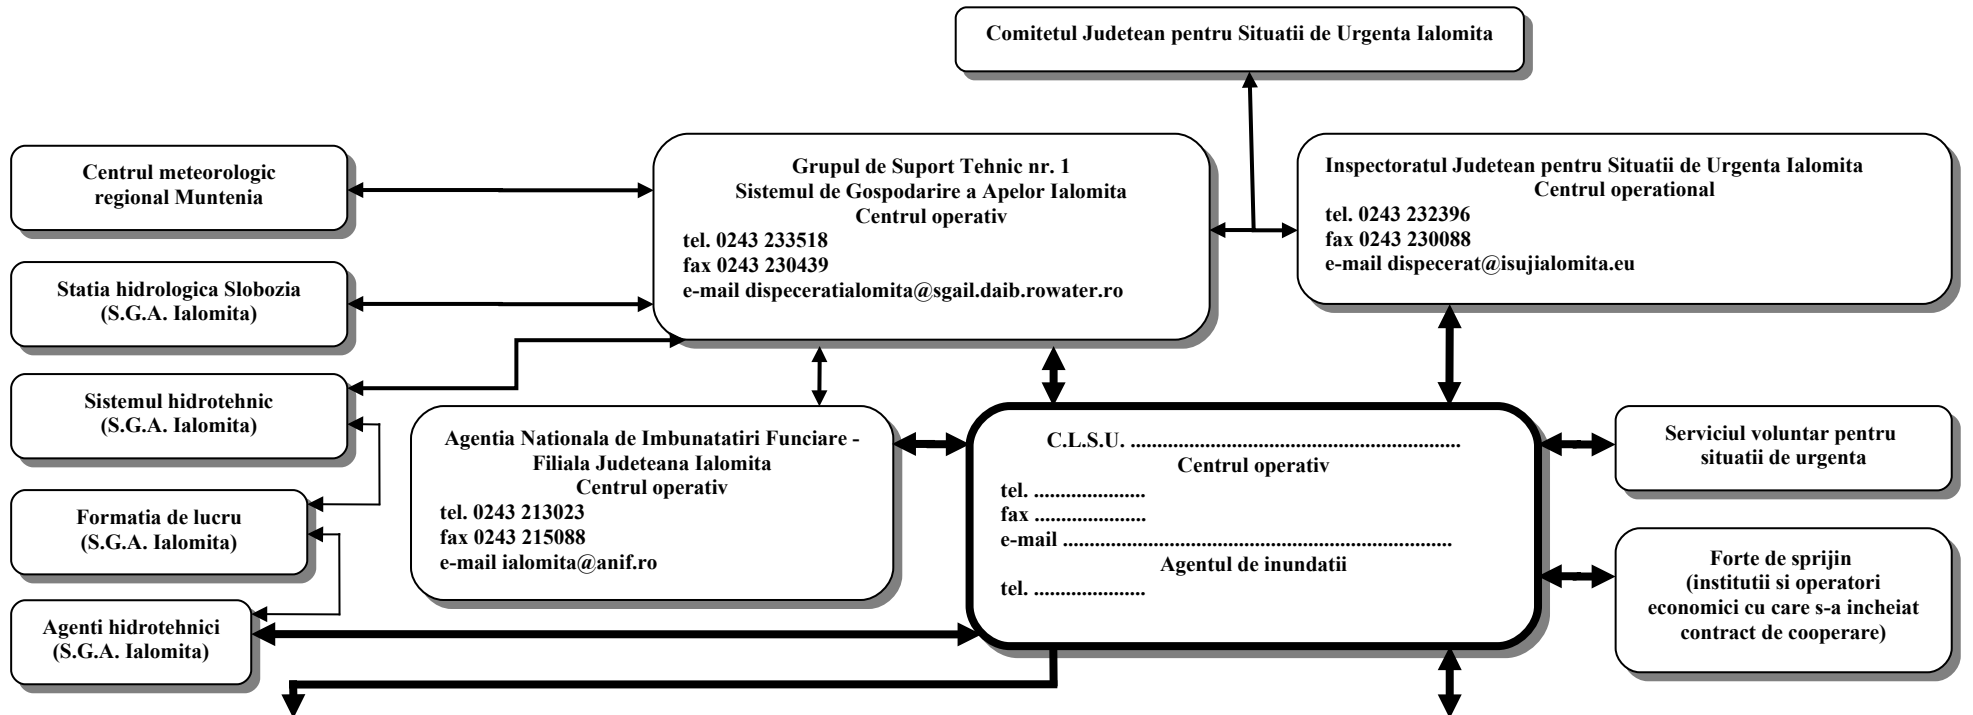 Comitetul Judetean pentru Situatii de Urgenta Ialomita
Centrul meteorologic
regional Muntenia
Grupul de Suport Tehnic nr. 1
Sistemul de Gospodarire a Apelor Ialomita
Centrul operativ
tel. 0243 233518
fax 0243 230439
e-mail dispeceratialomita@sgail.daib.rowater.ro
Inspectoratul Judetean pentru Situatii de Urgenta Ialomita
Centrul operational
tel. 0243 232396
fax 0243 230088
e-mail dispecerat@isujialomita.eu
Statia hidrologica Slobozia
(S.G.A. Ialomita)
Sistemul hidrotehnic
(S.G.A. Ialomita)
Agentia Nationala de Imbunatatiri Funciare -
Filiala Judeteana Ialomita
Centrul operativ
tel. 0243 213023
fax 0243 215088
e-mail ialomita@anif.ro
C.L.S.U. ................................................................
Centrul operativ
tel. .....................
fax .....................
e-mail ..........................................................................
Agentul de inundatii
tel. .....................
Serviciul voluntar pentru
situatii de urgenta
Formatia de lucru
(S.G.A. Ialomita)
Forte de sprijin
(institutii si operatori
economici cu care s-a incheiat
contract de cooperare)
Agenti hidrotehnici
(S.G.A. Ialomita)